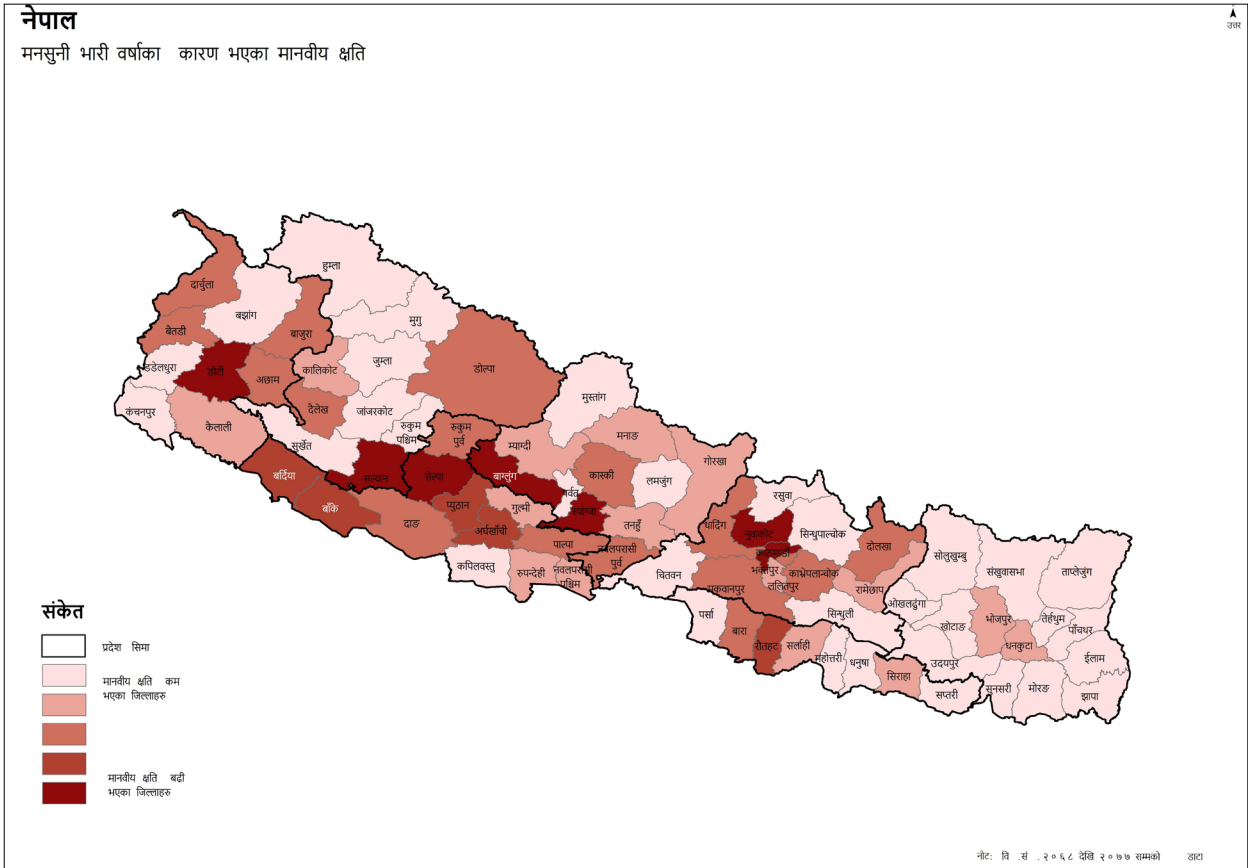 नेपाल
उत्तर
मनसुनी भारी वर्षाका कारण भएका मानवीय क्षति
हुम्ला
दार्चुला
बझांग
मुगु
बैतडी
बाजुरा
जुम्ला
डडेलधुरा
डोटी
अछाम
कालिकोट
डोल्पा
मुस्तांग
कंचनपुर
कैलाली
दैलेख
जांजरकोट
रुकुम
पश्चिम
रुकुम
पुर्व
म्याग्दी
मनाङ
गोरखा
सुर्खेत
बर्दिया
सल्यान
रोल्पा
बाग्लुंग
कास्की
लमजुंग
पर्वत
बाँके
प्युठान
गुल्मी
स्याग्जा
तनहुँ
दाङ
अर्घखाँची
पाल्पा
नवलपरासी
पुर्व
कपिलवस्तु
रुपन्देही
नवलपरासी
पश्चिम
चितवन
धादिंग
रसुवा
नुवाकोट
सिन्धुपाल्चोक
काठमाडौं
भक्तपुर
ललितपुर
काभ्रेपलान्चोक
दोलखा
रामेछाप
मकवानपुर
सिन्धुली
पर्सा
बारा
रौतहट
सर्लाही
महोत्तरी
धनुषा
सिराहा
सप्तरी
सोलुखुम्बु
संखुवासभा
ताप्लेजुंग
ओखलढुंगा
खोटाङ
भोजपुर
तेर्हथुम
पाँचथर
धनकुटा
उदयपुर
ईलाम
सुनसरी
मोरङ
झापा
संकेत
प्रदेश सिमा
मानवीय क्षति कम
भएका जिल्लाहरु
मानवीय क्षति बढी
भएका जिल्लाहरु
नोट: वि .सं . २०६८ देखि २०७७ सम्मको डाटा